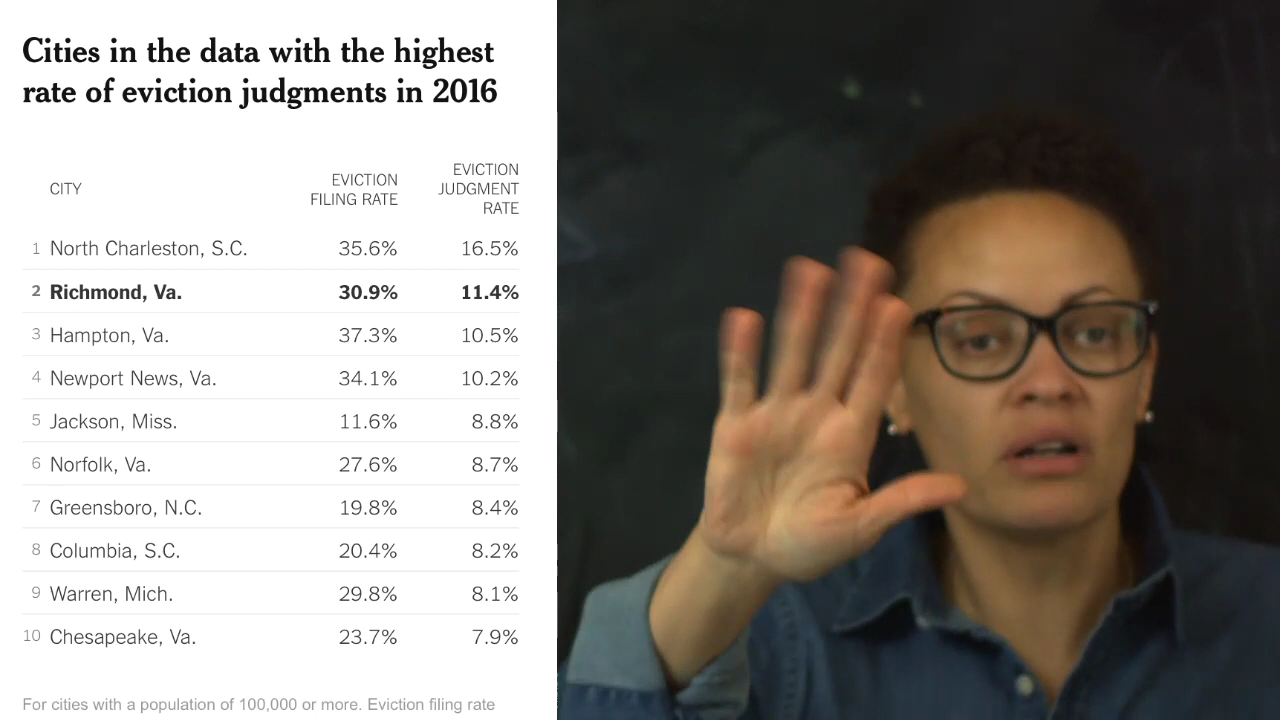 Cities in the data with the highest
rate of eviction judgments in 2016
CITY
EVICTION
FILING RATE
EVICTION
JUDGMENT
RATE
1 North Charleston, S.C. 35.6% 16.5%
2 Richmond, Va. 30.9% 11.4%
3 Hampton, Va. 37.3% 10.5%
4 Newport News, Va. 34.1% 10.2%
5 Jackson, Miss. 11.6% 8.8%
6 Norfolk, Va. 27.6% 8.7%
7 Greensboro, N.C. 19.8% 8.4%
8 Columbia, S.C. 20.4% 8.2%
9 Warren, Mich. 29.8% 8.1%
10 Chesapeake, Va. 23.7% 7.9%
For cities with a population of 100,000 or more. Eviction filing rate